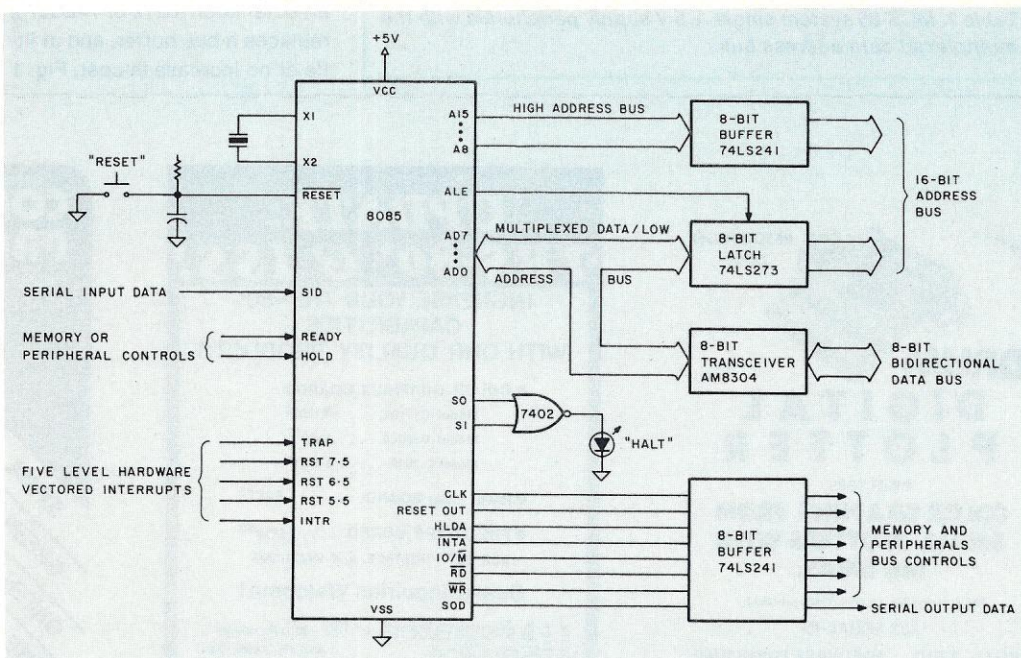 +5V
VCC
X1
X2
"RESET"
RESET
8085
SERIAL INPUT DATA
SID
MEMORY OR
PERIPHERAL CONTROLS
READY
HOLD
FIVE LEVEL HARDWARE
VECTORED INTERRUPTS
TRAP
RST 7·5
RST 6·5
RST 5·5
INTR
VSS
A15
A8
HIGH ADDRESS BUS
8-BIT
BUFFER
74LS241
ALE
AD7
AD0
MULTIPLEXED DATA/LOW
ADDRESS BUS
8-BIT
LATCH
74LS273
16-BIT
ADDRESS
BUS
8-BIT
TRANSCEIVER
AM8304
8-BIT
BIDIRECTIONAL
DATA BUS
S0
S1
7402
"HALT"
CLK
RESET OUT
HLDA
INTA
IO/M
RD
WR
SOD
8-BIT
BUFFER
74LS241
MEMORY AND
PERIPHERALS
BUS CONTROLS
SERIAL OUTPUT DATA